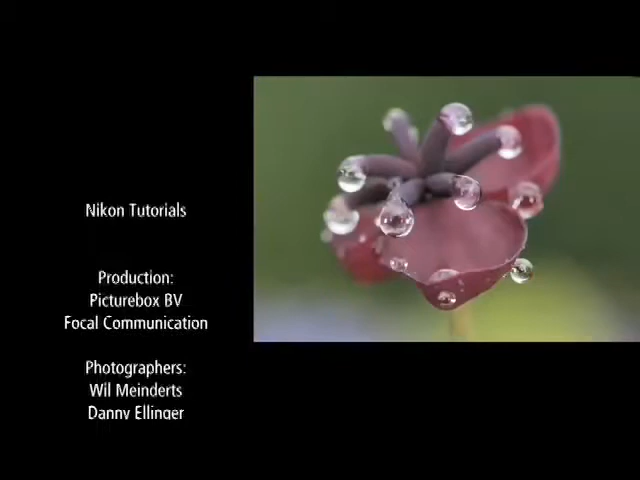 Nikon Tutorials
Production:
Picturebox BV
Focal Communication
Photographers:
Wil Meinderts
Danny Ellinger